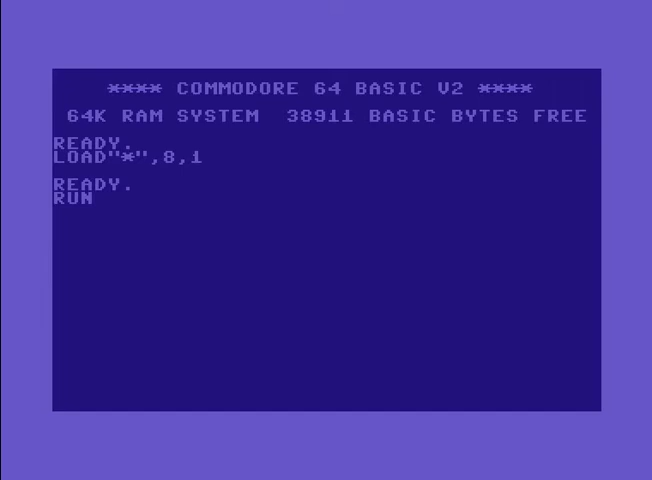 **** COMMODORE 64 BASIC V2 ****
64K RAM SYSTEM  38911 BASIC BYTES FREE
READY.
LOAD"*",8,1
READY.
RUN